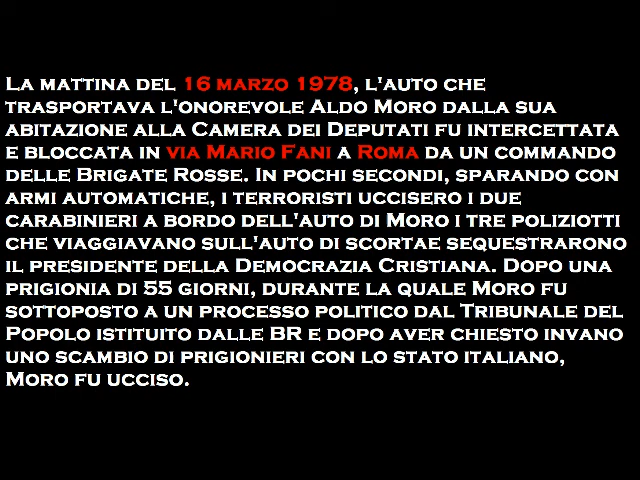 La mattina del 16 marzo 1978, l'auto che
trasportava l'onorevole Aldo Moro dalla sua
abitazione alla Camera dei Deputati fu intercettata
e bloccata in via Mario Fani a Roma da un commando
delle Brigate Rosse. In pochi secondi, sparando con
armi automatiche, i terroristi uccisero i due
carabinieri a bordo dell'auto di Moro i tre poliziotti
che viaggiavano sull'auto di scortae sequestrarono
il presidente della Democrazia Cristiana. Dopo una
prigionia di 55 giorni, durante la quale Moro fu
sottoposto a un processo politico dal Tribunale del
Popolo istituito dalle BR e dopo aver chiesto invano
uno scambio di prigionieri con lo stato italiano,
Moro fu ucciso.